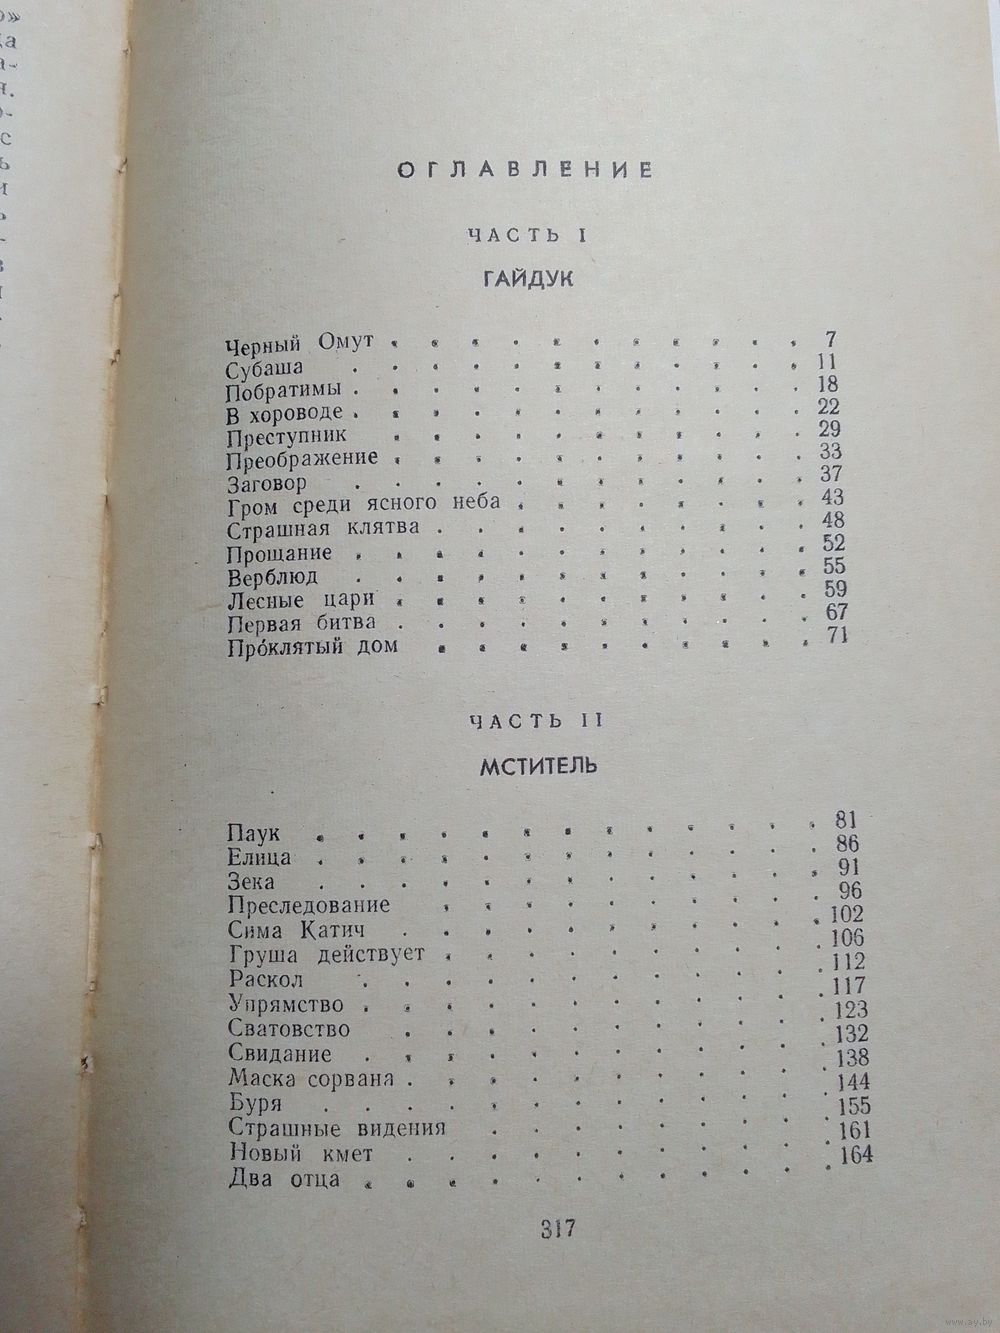 ОГЛАВЛЕНИЕ
ЧАСТЬ I
ГАЙДУК
Черный Омут . . . . . . . . . . . 7
Субаша . . . . . . . . . . . . 11
Побратимы . . . . . . . . . . . . 18
В хороводе . . . . . . . . . . . . 22
Преступник . . . . . . . . . . . 29
Преображение . . . . . . . . . . . 33
Заговор . . . . . . . . . . . . 37
Гром среди ясного неба . . . . . . . . 43
Страшная клятва . . . . . . . . . . 48
Прощание . . . . . . . . . . . . 52
Верблюд . . . . . . . . . . . . 55
Лесные цари . . . . . . . . . . . 59
Первая битва . . . . . . . . . . . 67
Про́клятый дом . . . . . . . . . . 71
ЧАСТЬ II
МСТИТЕЛЬ
Паук . . . . . . . . . . . . . 81
Елица . . . . . . . . . . . . . 86
Зека . . . . . . . . . . . . . 91
Преследование . . . . . . . . . . 96
Сима Катич . . . . . . . . . . . 102
Груша действует . . . . . . . . . . 106
Раскол . . . . . . . . . . . . 112
Упрямство . . . . . . . . . . . . 117
Сватовство . . . . . . . . . . . 123
Свидание . . . . . . . . . . . . 132
Маска сорвана . . . . . . . . . . . 138
Буря . . . . . . . . . . . . . 144
Страшные видения . . . . . . . . . 155
Новый кмет . . . . . . . . . . . 161
Два отца . . . . . . . . . . . . 164
317
www.ay.by